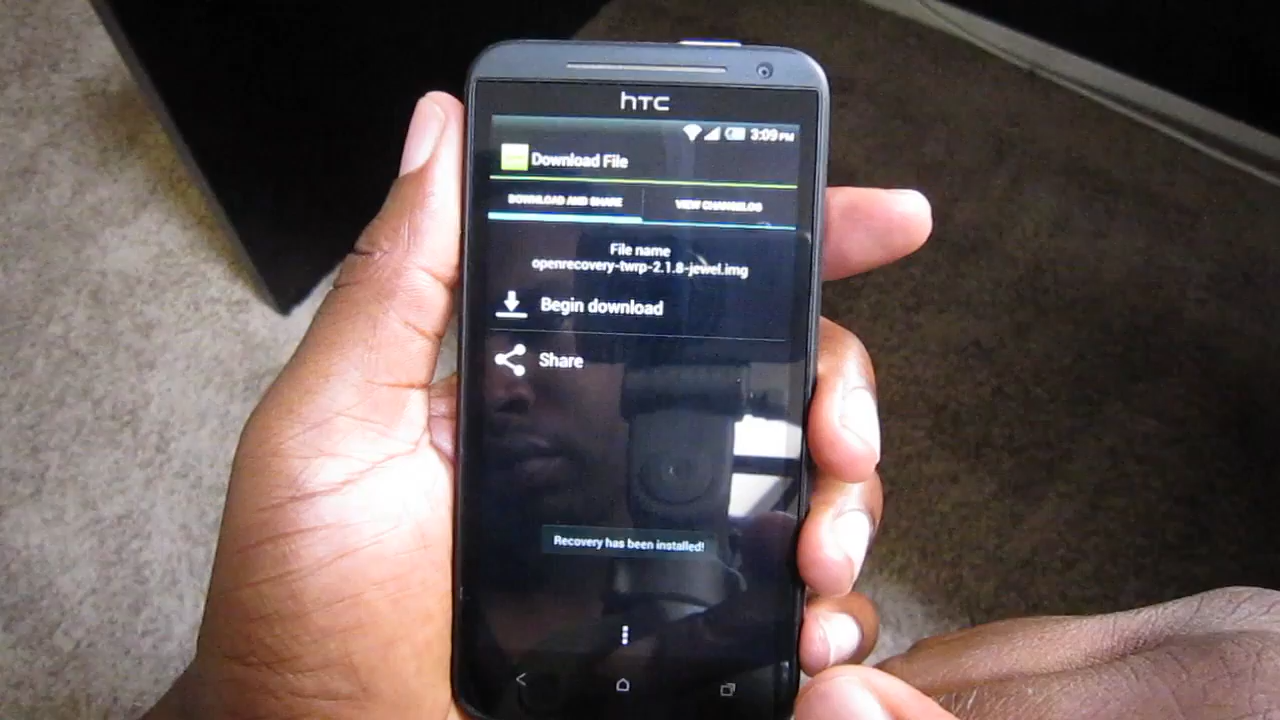 hTC
3:09 PM
Download File
DOWNLOAD AND SHARE
VIEW CHANGELOG
File name
openrecovery-twrp-2.1.8-jewel.img
Begin download
Share
Recovery has been installed!